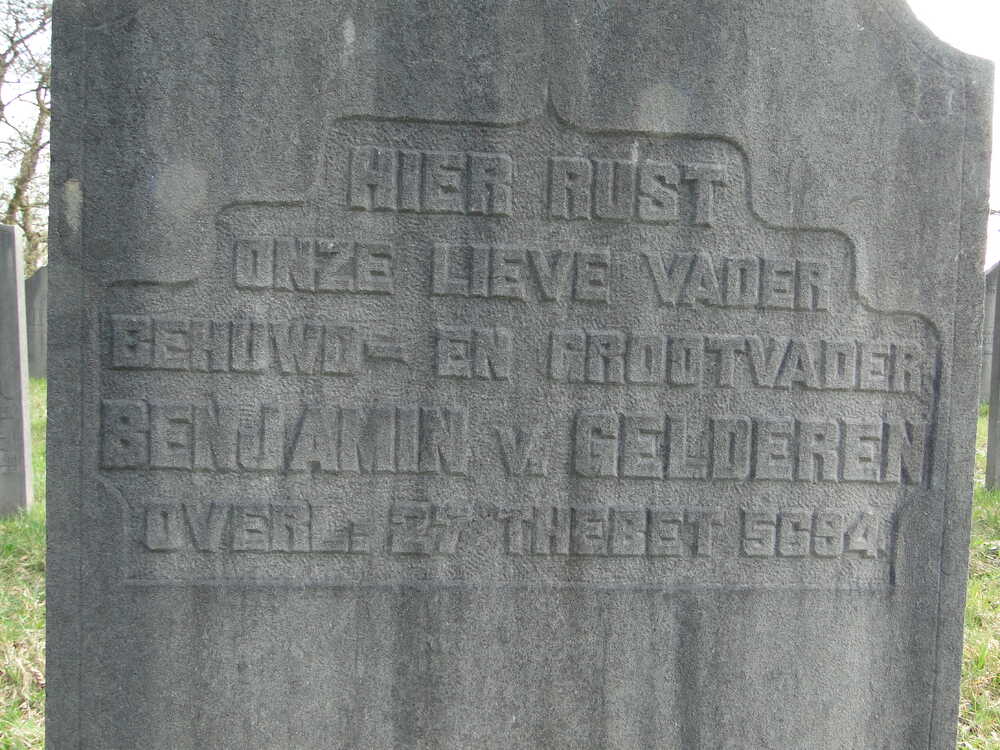 HIER RUST
ONZE LIEVE VADER
BEHUWD- EN GROOTVADER
BENJAMIN v. GELDEREN
OVERL. 27 THEBET 5694